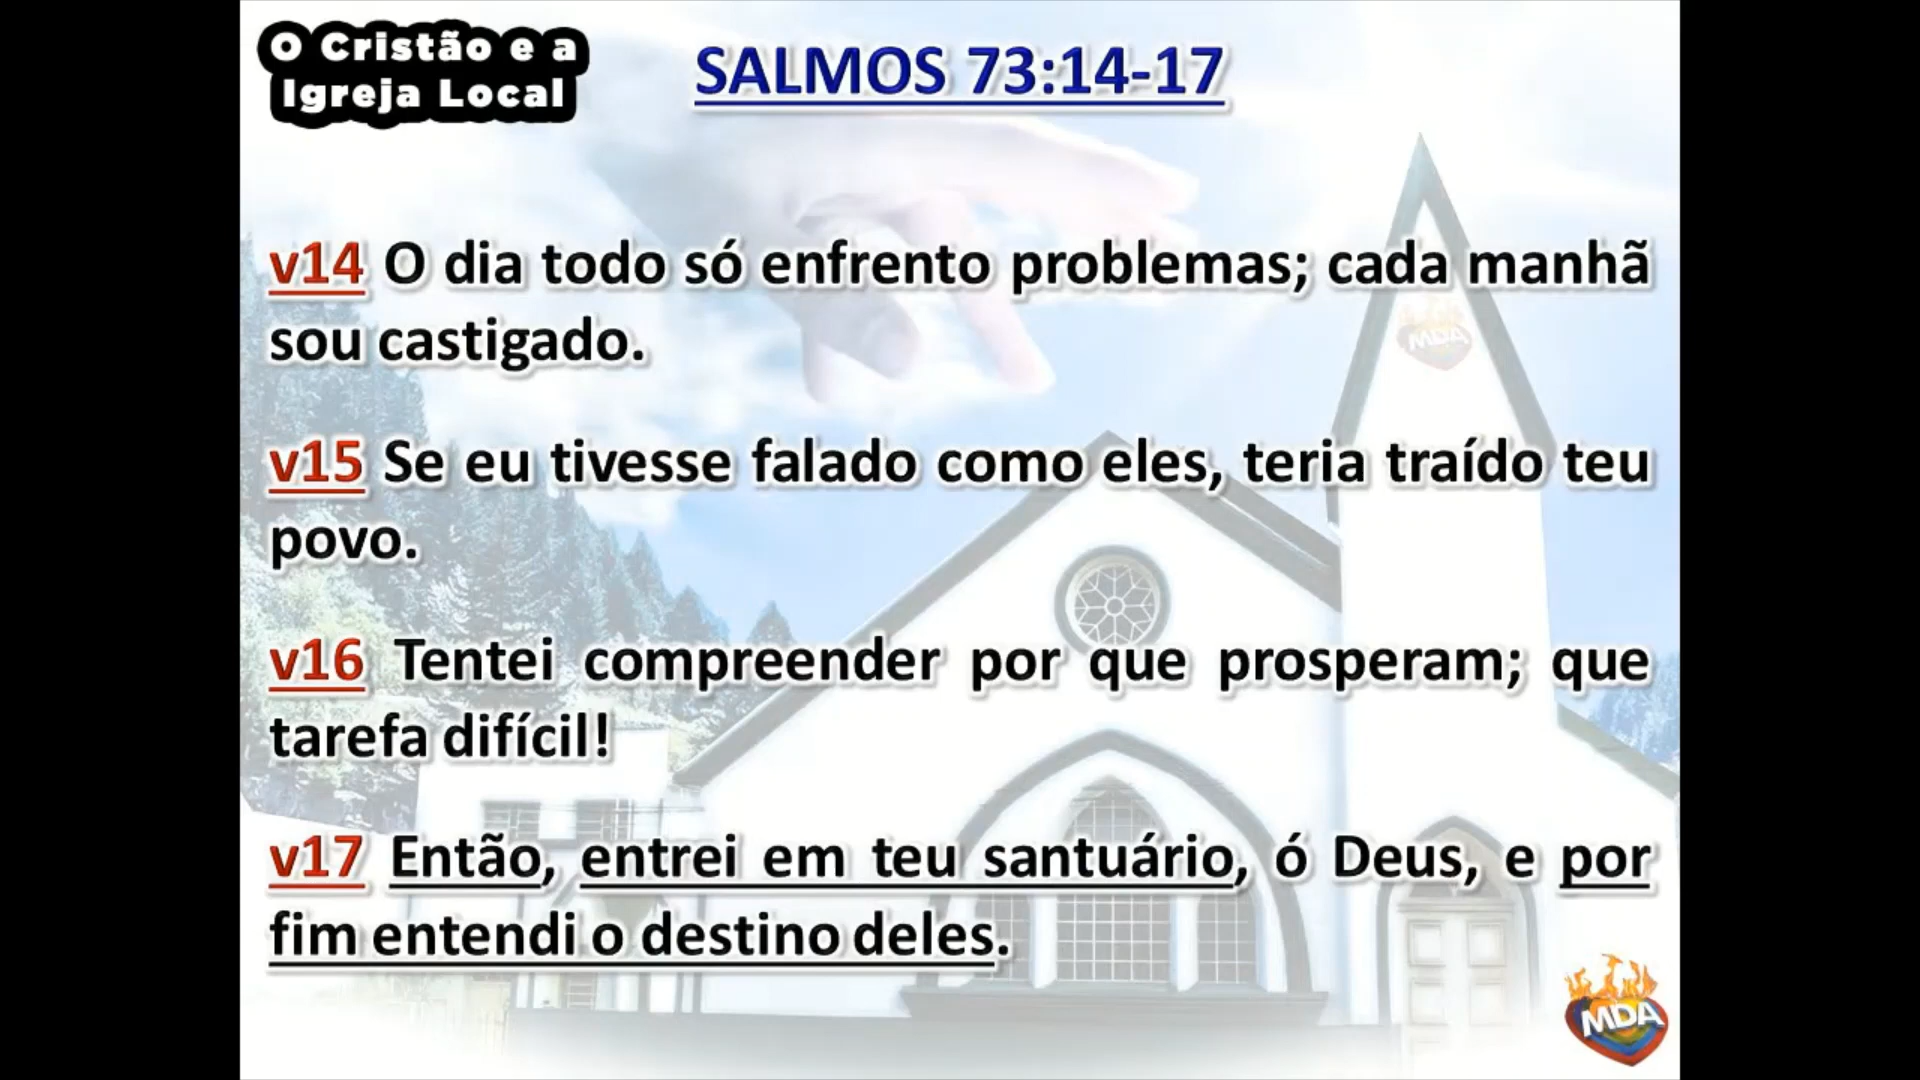 O Cristão e a
Igreja Local
SALMOS 73:14-17
v14 O dia todo só enfrento problemas; cada manhã
sou castigado.
MDA
v15 Se eu tivesse falado como eles, teria traído teu
povo.
v16 Tentei compreender por que prosperam; que
tarefa difícil!
v17 Então, entrei em teu santuário, ó Deus, e por
fim entendi o destino deles.
MDA